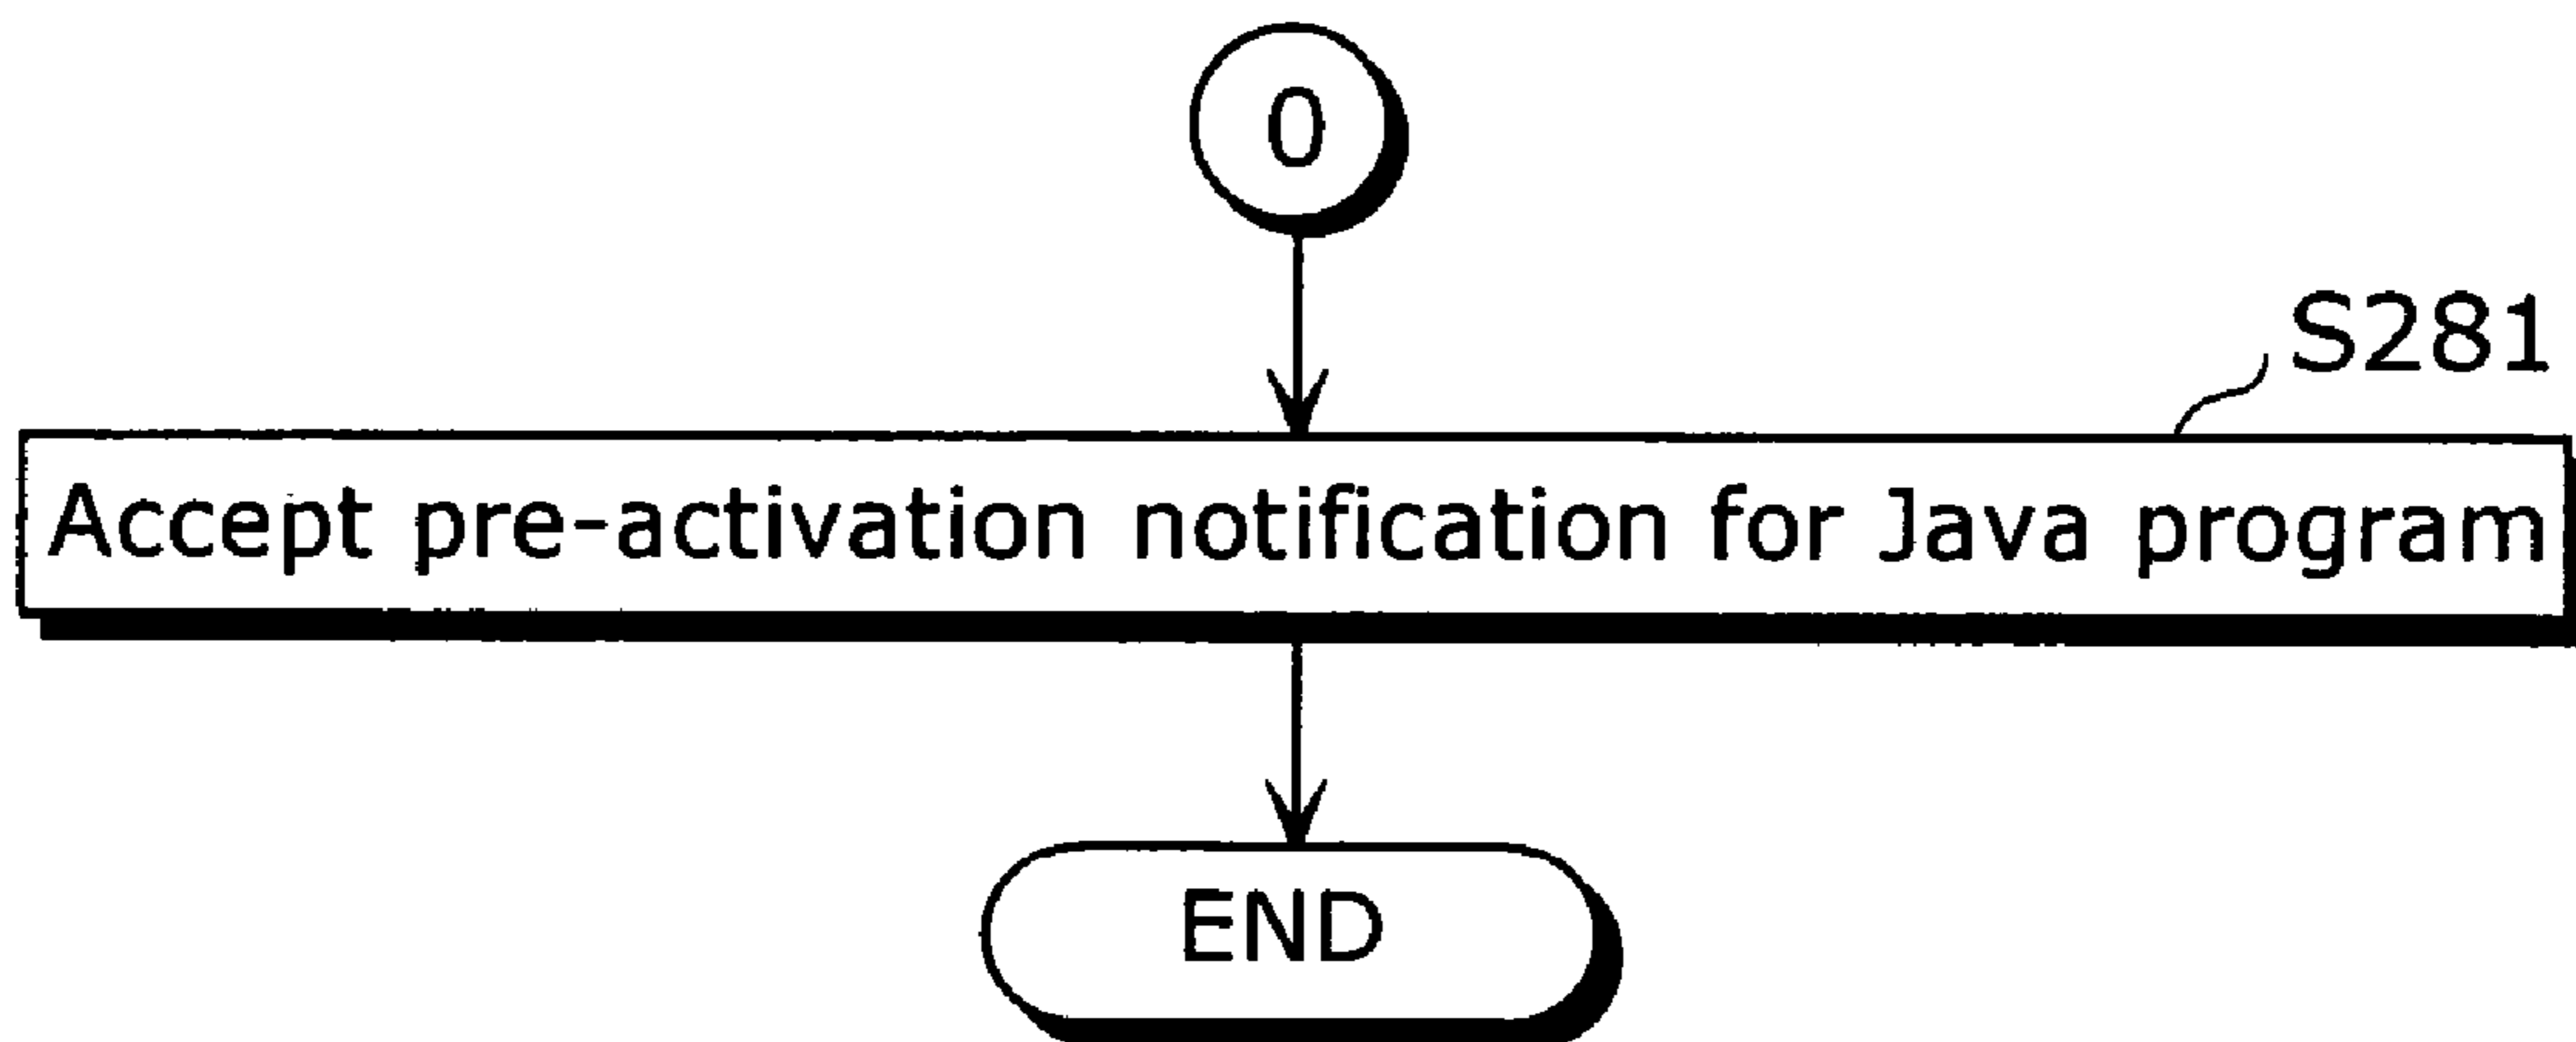 0
S281
Accept pre-activation notification for Java program
END